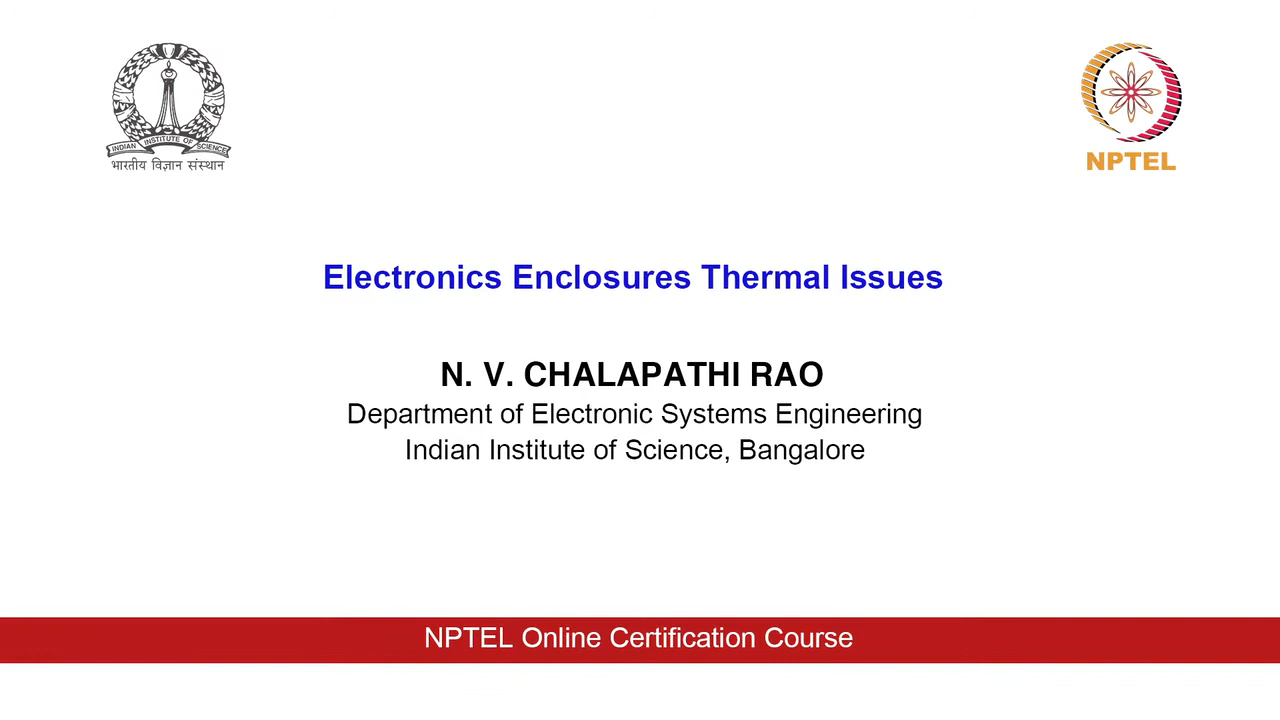 INDIAN INSTITUTE OF SCIENCE
भारतीय विज्ञान संस्थान
NPTEL
Electronics Enclosures Thermal Issues
N. V. CHALAPATHI RAO
Department of Electronic Systems Engineering
Indian Institute of Science, Bangalore
NPTEL Online Certification Course